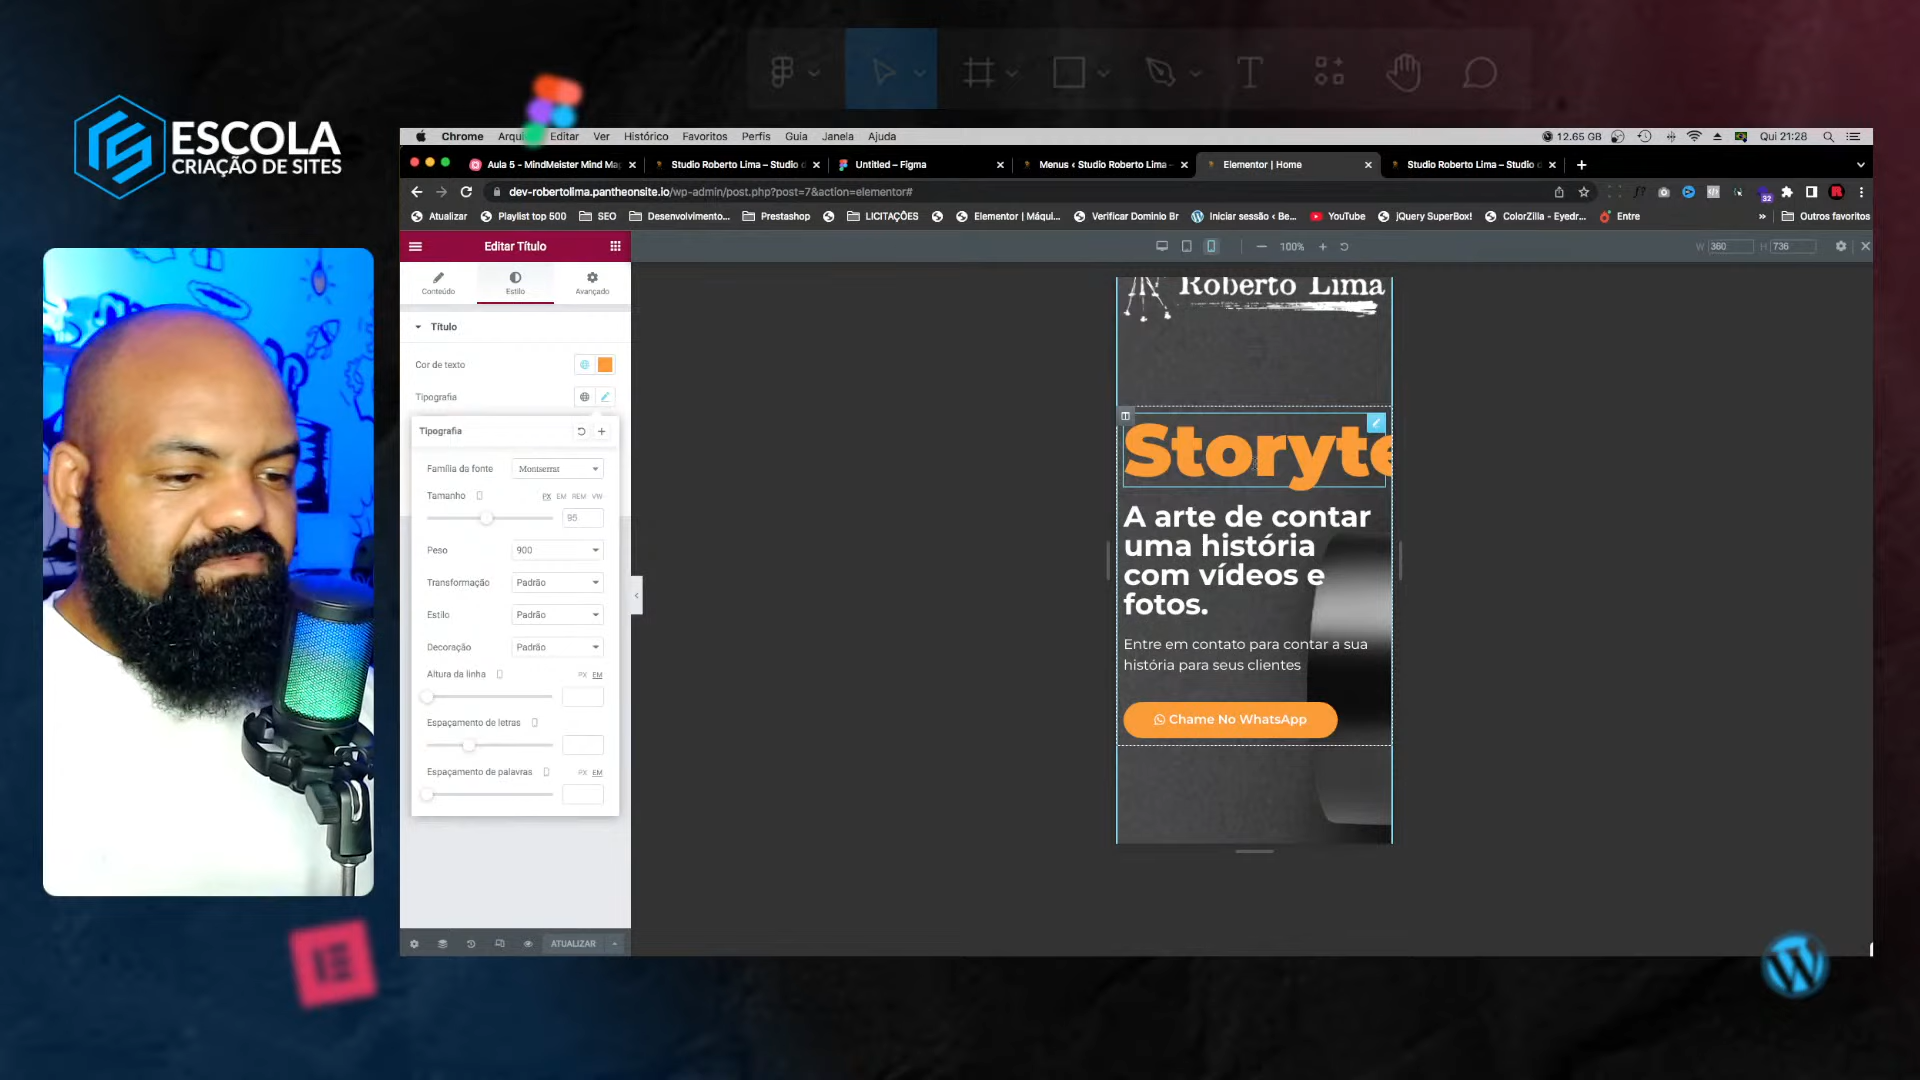 ESCOLA
CRIAÇÃO DE SITES
Chrome
Editar
Ver
Histórico
Favoritos
Perfis
Guia
Janela
Ajuda
12.65 GB
Qui 21:28
Aula 5 - MindMeister Mind Ma
Studio Roberto Lima – Studio d
Untitled – Figma
Menus ‹ Studio Roberto Lima –
Elementor | Home
Studio Roberto Lima – Studio d
dev-robertolima.pantheonsite.io/wp-admin/post.php?post=7&action=elementor#
32
Atualizar
Playlist top 500
SEO
Desenvolvimento...
Prestashop
LICITAÇÕES
Elementor | Máqui...
Verificar Dominio Br
Iniciar sessão ‹ Be...
YouTube
jQuery SuperBox!
ColorZilla - Eyedr...
Entre
»
Outros favoritos
Editar Título
100%
W 360
H 736
Conteúdo
Estilo
Avançado
Título
Cor de texto
Tipografia
Tipografia
Família da fonte
Montserrat
Tamanho
PX EM REM VW
95
Peso
900
Transformação
Padrão
Estilo
Padrão
Decoração
Padrão
Altura da linha
PX EM
Espaçamento de letras
Espaçamento de palavras
PX EM
ATUALIZAR
Roberto Lima
Storyte
A arte de contar
uma história
com vídeos e
fotos.
Entre em contato para contar a sua
história para seus clientes
Chame No WhatsApp